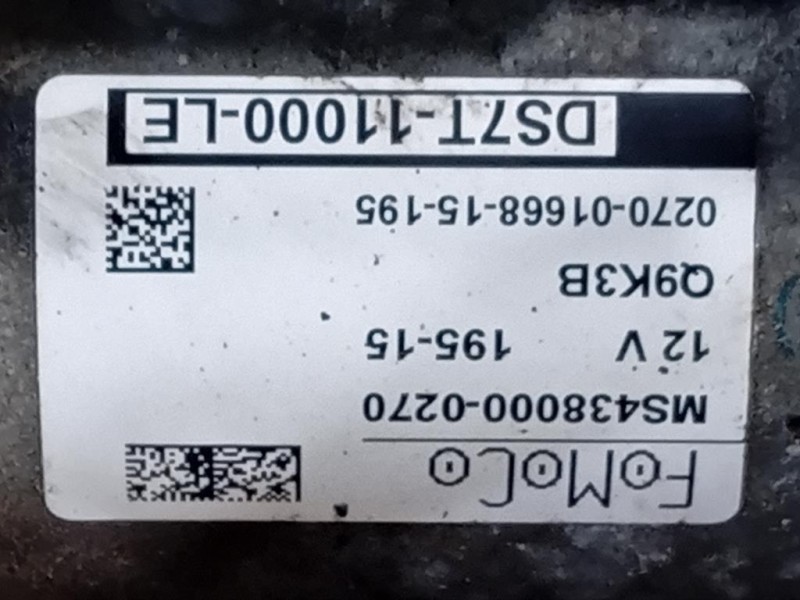 FoMoCo
MS438000-0270
12 V 195-15
Q9K3B
0270-01668-15-195
DS7T-11000-LE